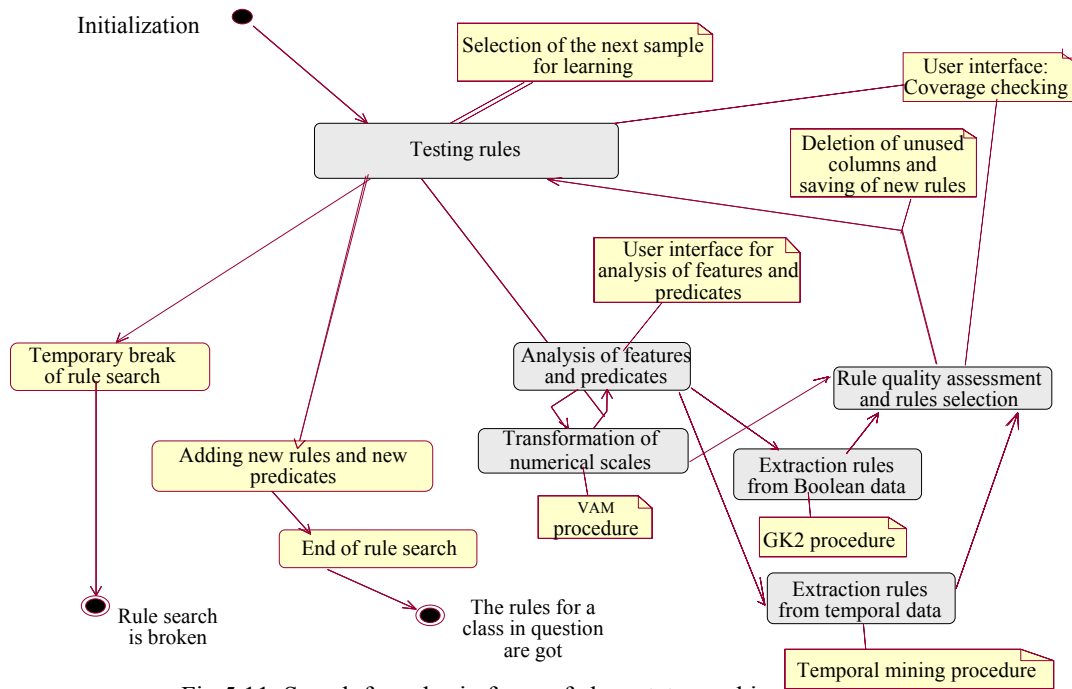 Initialization
Selection of the next sample
for learning
User interface:
Coverage checking
Testing rules
Deletion of unused
columns and
saving of new rules
User interface for
analysis of features and
predicates
Temporary break
of rule search
Analysis of features
and predicates
Rule quality assessment
and rules selection
Transformation of
numerical scales
Adding new rules and new
predicates
Extraction rules
from Boolean data
VAM
procedure
GK2 procedure
End of rule search
Extraction rules
from temporal data
Rule search
is broken
The rules for a
class in question
are got
Temporal mining procedure